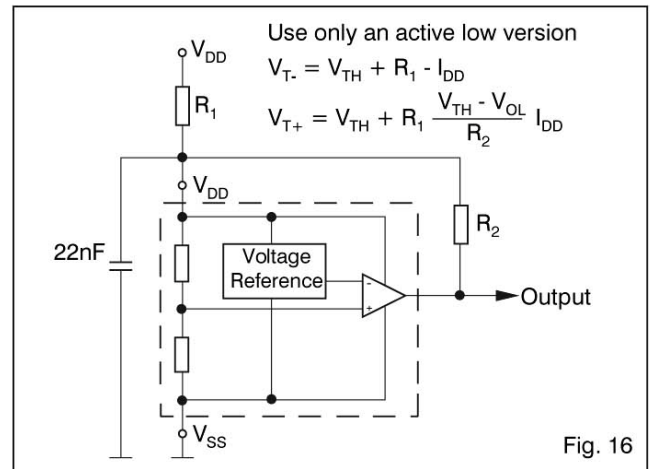 Use only an active low version
V_DD
V_T- = V_TH + R_1 - I_DD
R_1
V_T+ = V_TH + R_1 (V_TH - V_OL) / R_2 I_DD
V_DD
R_2
22nF
Voltage
Reference
-
+
Output
V_SS
Fig. 16